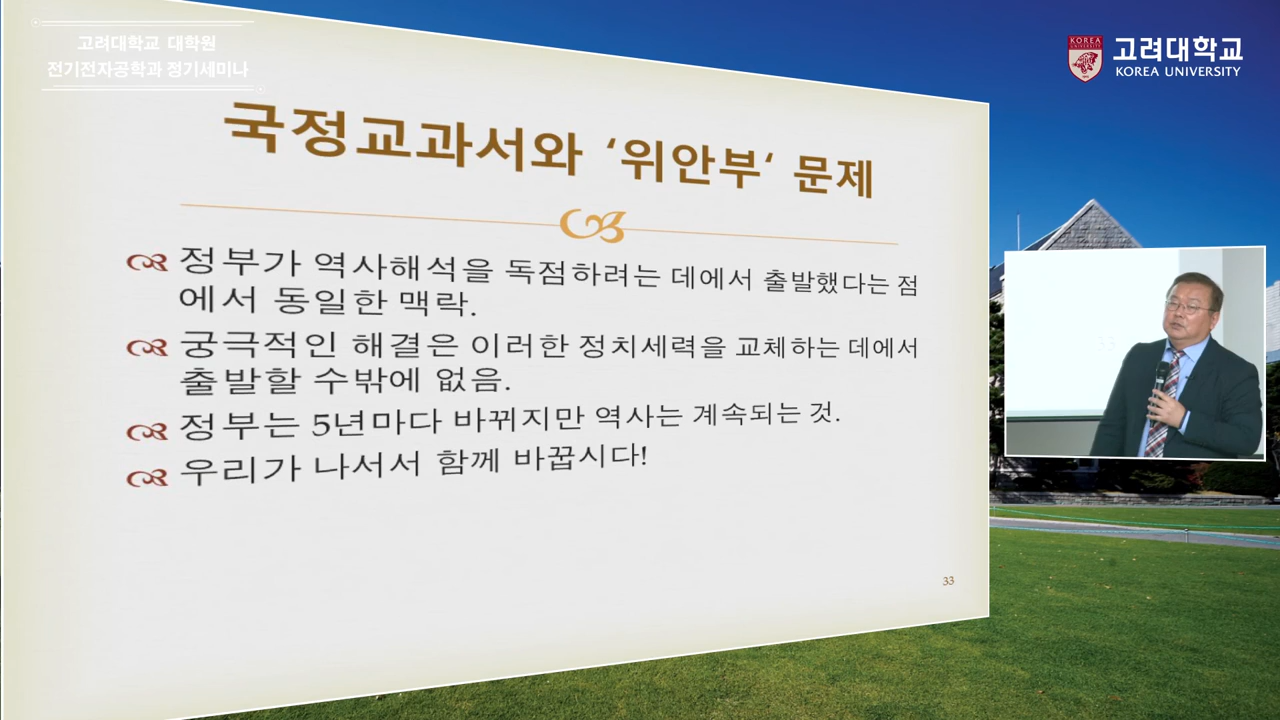 고려대학교 대학원
전기전자공학과 정기세미나
KOREA
고려대학교
KOREA UNIVERSITY
국정교과서와 ‘위안부‘ 문제
정부가 역사해석을 독점하려는 데에서 출발했다는 점
에서 동일한 맥락.
궁극적인 해결은 이러한 정치세력을 교체하는 데에서
출발할 수밖에 없음.
정부는 5년마다 바뀌지만 역사는 계속되는 것.
우리가 나서서 함께 바꿉시다!
33